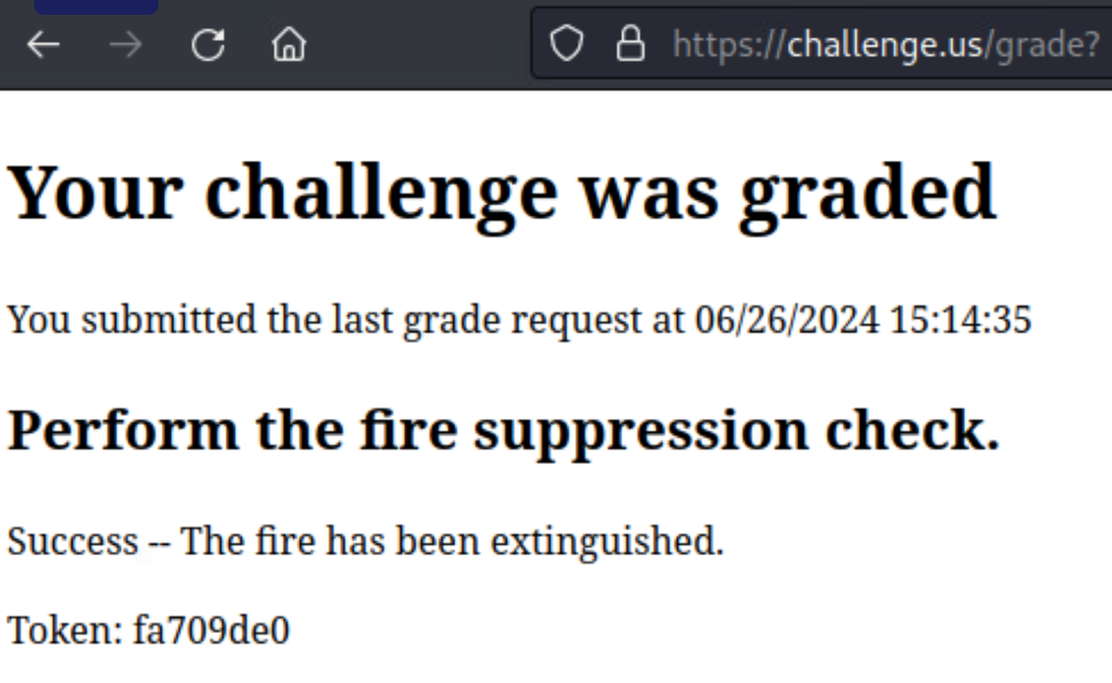 https://challenge.us/grade?
Your challenge was graded
You submitted the last grade request at 06/26/2024 15:14:35
Perform the fire suppression check.
Success -- The fire has been extinguished.
Token: fa709de0